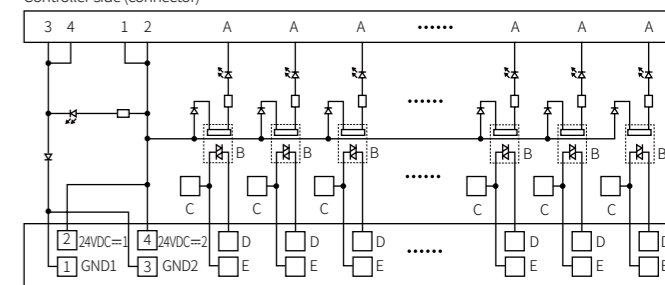 Controller side (Connector)
3 4 1 2 A A A •••••• A A A
••••••
B B B B B B
••••••
C C C C C C
2 24VDC⎓1 4 24VDC⎓2 D D D •••••• D D D
1 GND1 3 GND2 E E E E E E